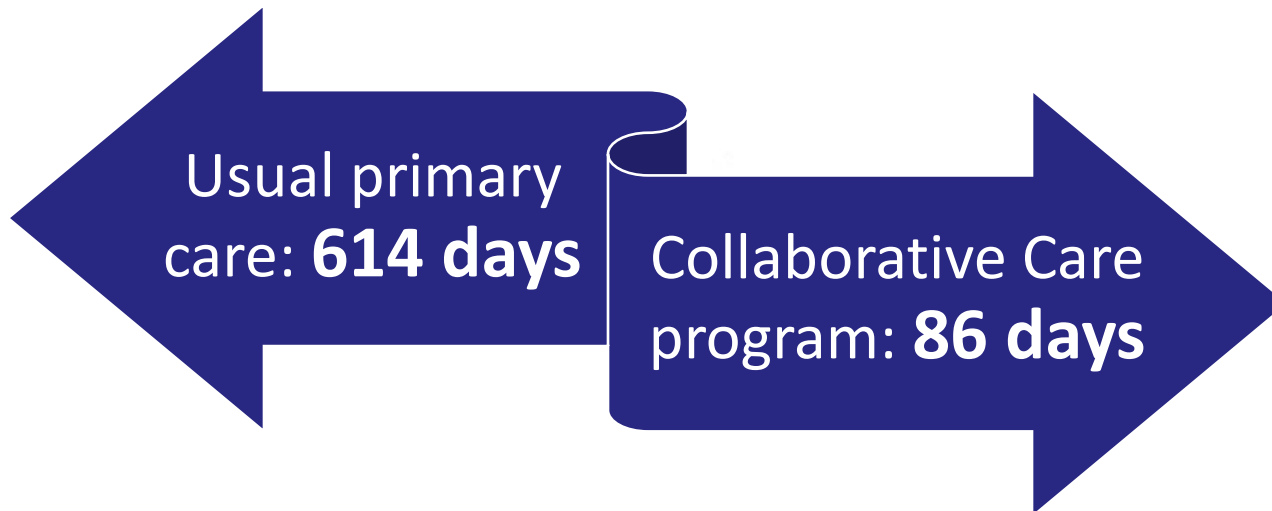 Usual primary
care: 614 days
Collaborative Care
program: 86 days